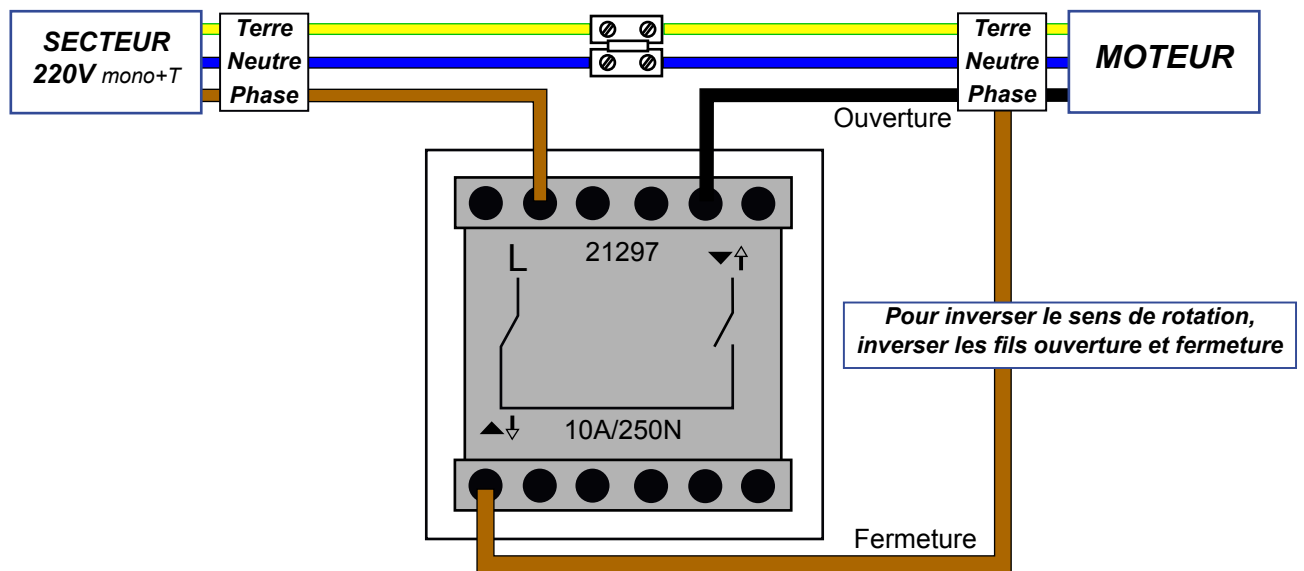 SECTEUR
220V mono+T
Terre
Neutre
Phase
Terre
Neutre
Phase
MOTEUR
Ouverture
L
21297
10A/250N
Pour inverser le sens de rotation,
inverser les fils ouverture et fermeture
Fermeture